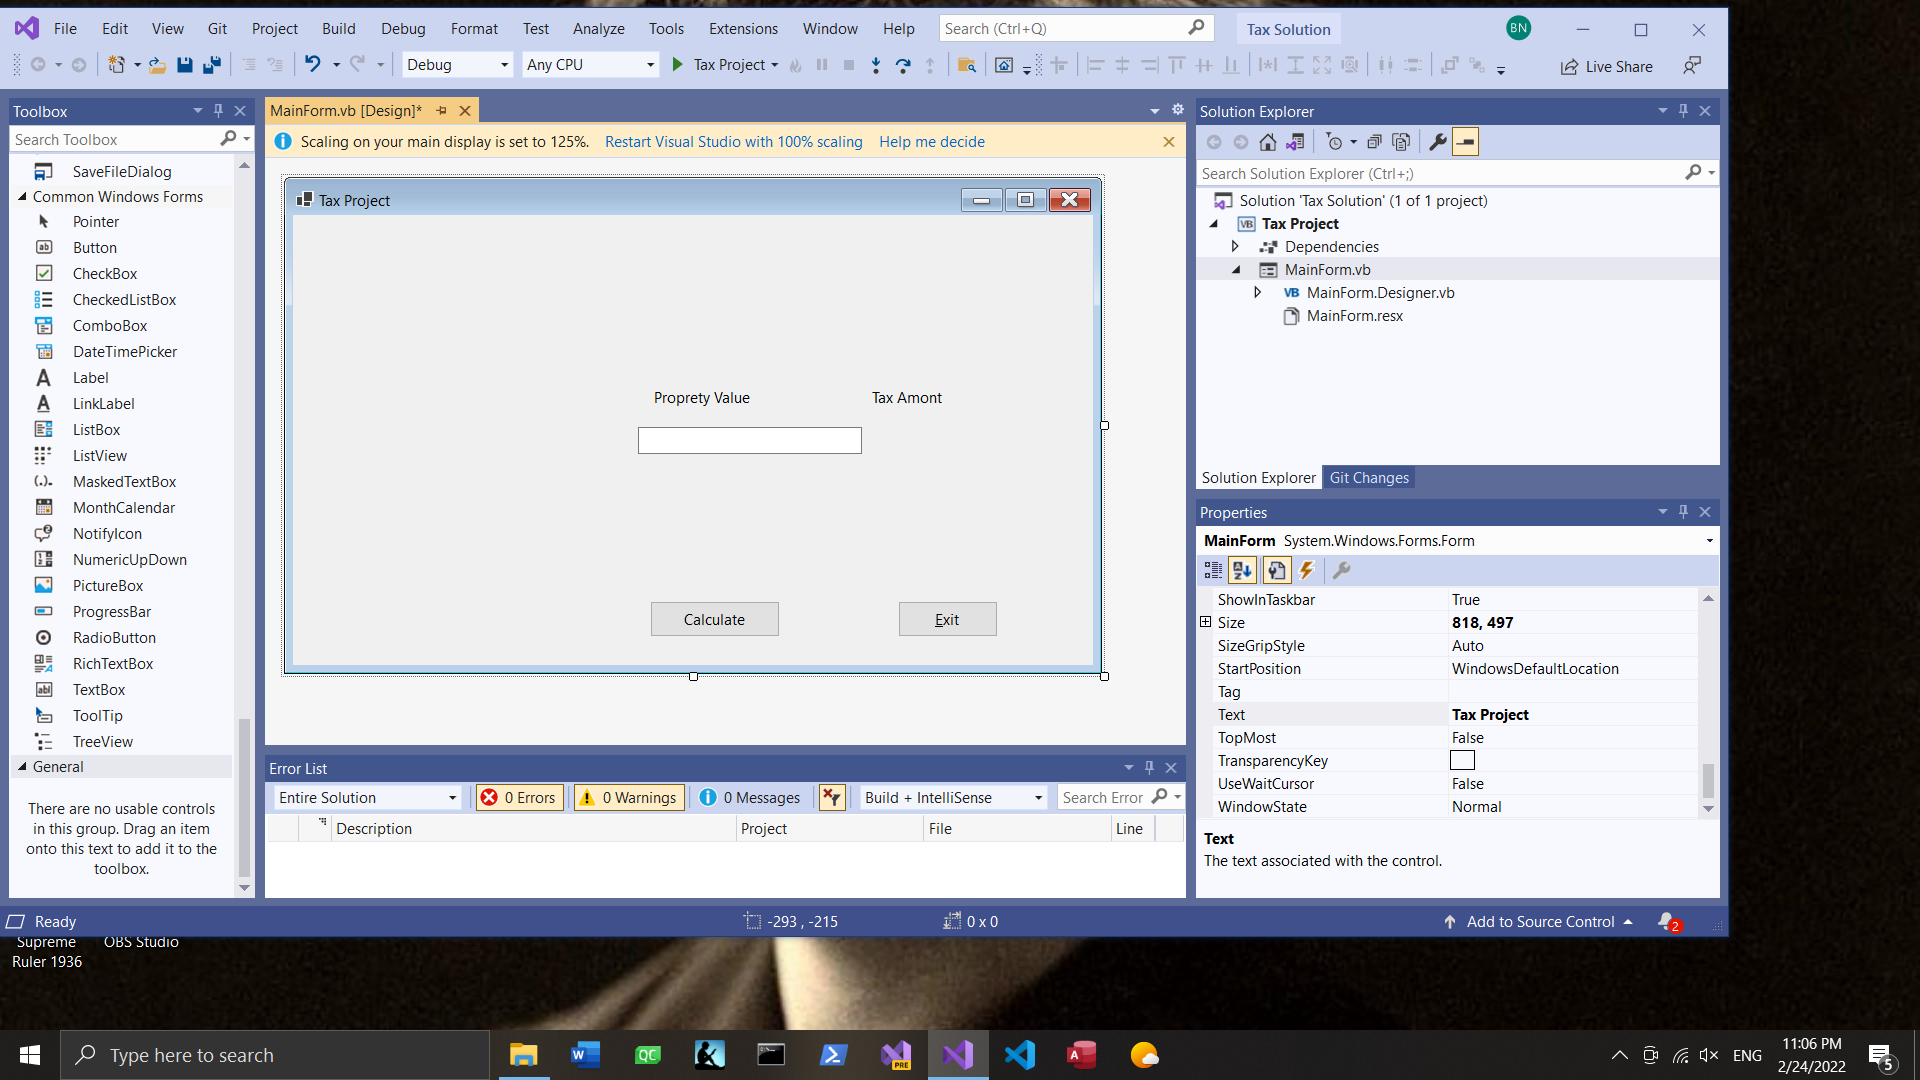 File Edit View Git Project Build Debug Format Test Analyze Tools Extensions Window Help Search (Ctrl+Q) Tax Solution BN
Debug Any CPU Tax Project Live Share
Toolbox
Search Toolbox
SaveFileDialog
Common Windows Forms
Pointer
Button
CheckBox
CheckedListBox
ComboBox
DateTimePicker
Label
LinkLabel
ListBox
ListView
MaskedTextBox
MonthCalendar
NotifyIcon
NumericUpDown
PictureBox
ProgressBar
RadioButton
RichTextBox
TextBox
ToolTip
TreeView
General
There are no usable controls
in this group. Drag an item
onto this text to add it to the
toolbox.
MainForm.vb [Design]*
Scaling on your main display is set to 125%. Restart Visual Studio with 100% scaling Help me decide
Tax Project
Proprety Value Tax Amont
Calculate Exit
Error List
Entire Solution 0 Errors 0 Warnings 0 Messages Build + IntelliSense Search Error
Description Project File Line
Solution Explorer
Search Solution Explorer (Ctrl+;)
Solution 'Tax Solution' (1 of 1 project)
Tax Project
Dependencies
MainForm.vb
MainForm.Designer.vb
MainForm.resx
Solution Explorer Git Changes
Properties
MainForm System.Windows.Forms.Form
ShowInTaskbar True
Size 818, 497
SizeGripStyle Auto
StartPosition WindowsDefaultLocation
Tag
Text Tax Project
TopMost False
TransparencyKey
UseWaitCursor False
WindowState Normal
Text
The text associated with the control.
Ready -293 , -215 0 x 0 Add to Source Control 2
Supreme
Ruler 1936
OBS Studio
Type here to search
ENG
11:06 PM
2/24/2022
5